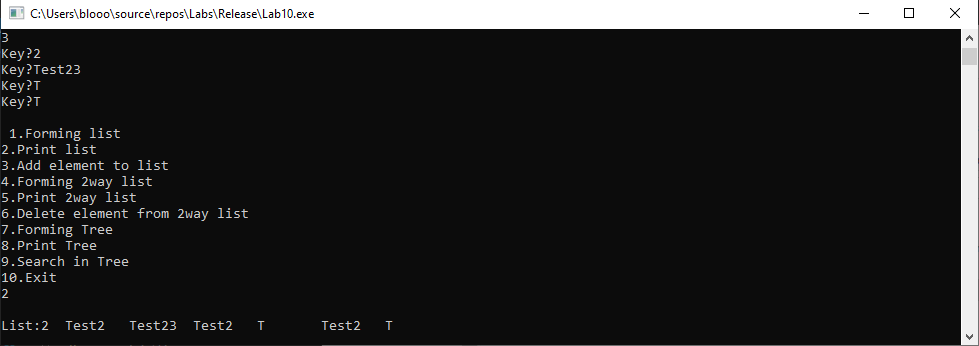 C:\Users\blooo\source\repos\Labs\Release\Lab10.exe
3
Key?2
Key?Test23
Key?T
Key?T
1.Forming list
2.Print list
3.Add element to list
4.Forming 2way list
5.Print 2way list
6.Delete element from 2way list
7.Forming Tree
8.Print Tree
9.Search in Tree
10.Exit
2
List:2  Test2   Test23  Test2   T       Test2   T